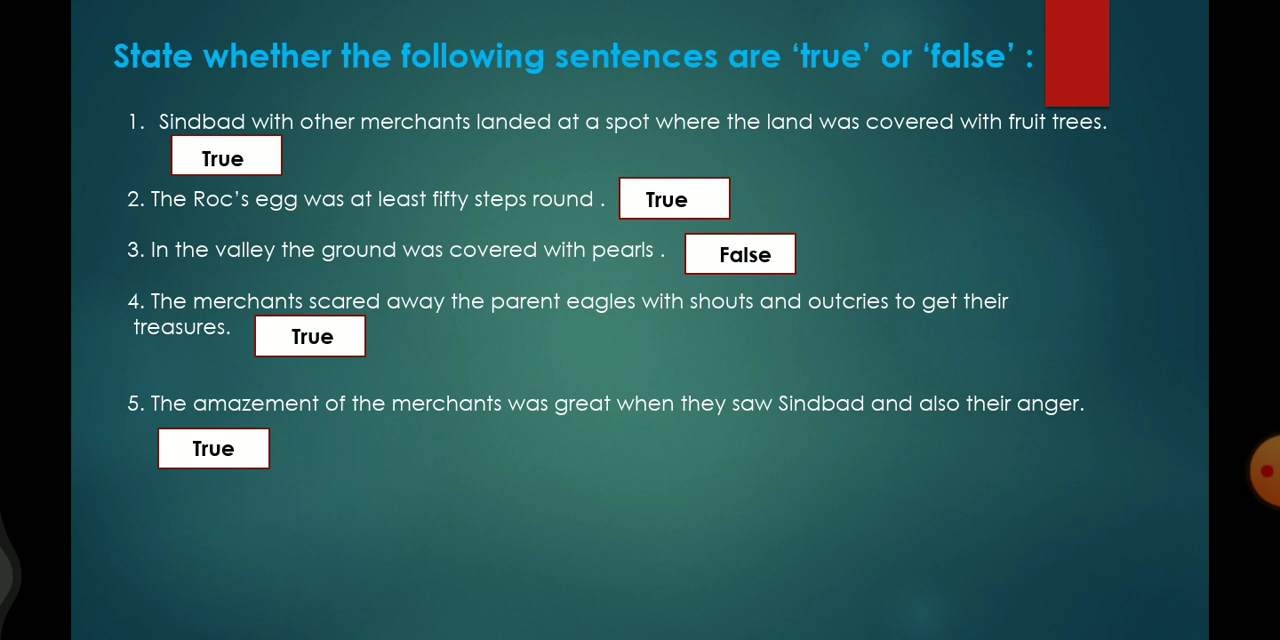 State whether the following sentences are ‘true’ or ‘false’ :
1. Sindbad with other merchants landed at a spot where the land was covered with fruit trees.
True
2. The Roc’s egg was at least fifty steps round . True
3. In the valley the ground was covered with pearls . False
4. The merchants scared away the parent eagles with shouts and outcries to get their
treasures. True
5. The amazement of the merchants was great when they saw Sindbad and also their anger.
True